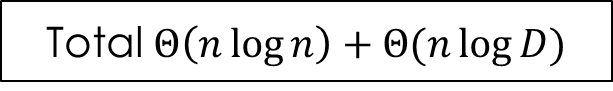 Total Θ(n log n) + Θ(n log D)